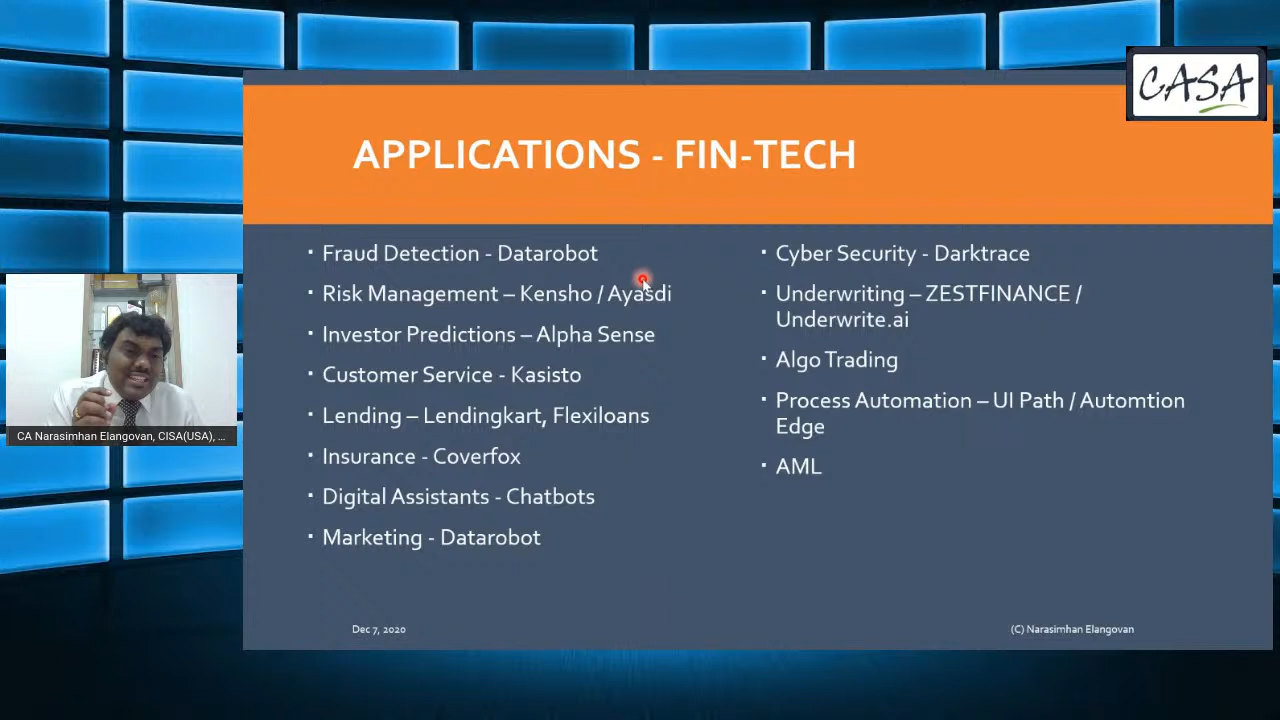 CASA
APPLICATIONS - FIN-TECH
▪ Fraud Detection - Datarobot
▪ Risk Management – Kensho / Ayasdi
▪ Investor Predictions – Alpha Sense
▪ Customer Service - Kasisto
▪ Lending – Lendingkart, Flexiloans
▪ Insurance - Coverfox
▪ Digital Assistants - Chatbots
▪ Marketing - Datarobot
▪ Cyber Security - Darktrace
▪ Underwriting – ZESTFINANCE /
Underwrite.ai
▪ Algo Trading
▪ Process Automation – UI Path / Automtion
Edge
▪ AML
CA Narasimhan Elangovan, CISA(USA), ...
Dec 7, 2020
(C) Narasimhan Elangovan